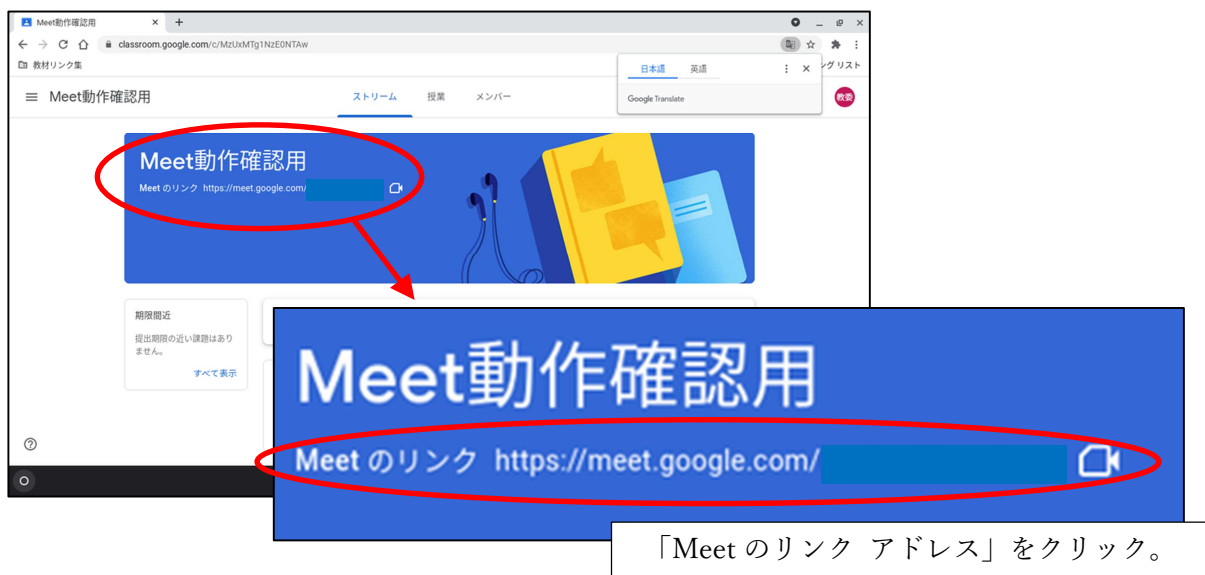 Meet動作確認用
classroom.google.com/c/MzUxMTg1NzE0NTAw
教材リンク集
ング リスト
日本語 英語
Google Translate
Meet動作確認用
ストリーム 授業 メンバー
教委
Meet動作確認用
Meet のリンク https://meet.google.com/
期限間近
提出期限の近い課題はあり
ません。
すべて表示
Meet動作確認用
Meet のリンク https://meet.google.com/
「Meet のリンク アドレス」をクリック。